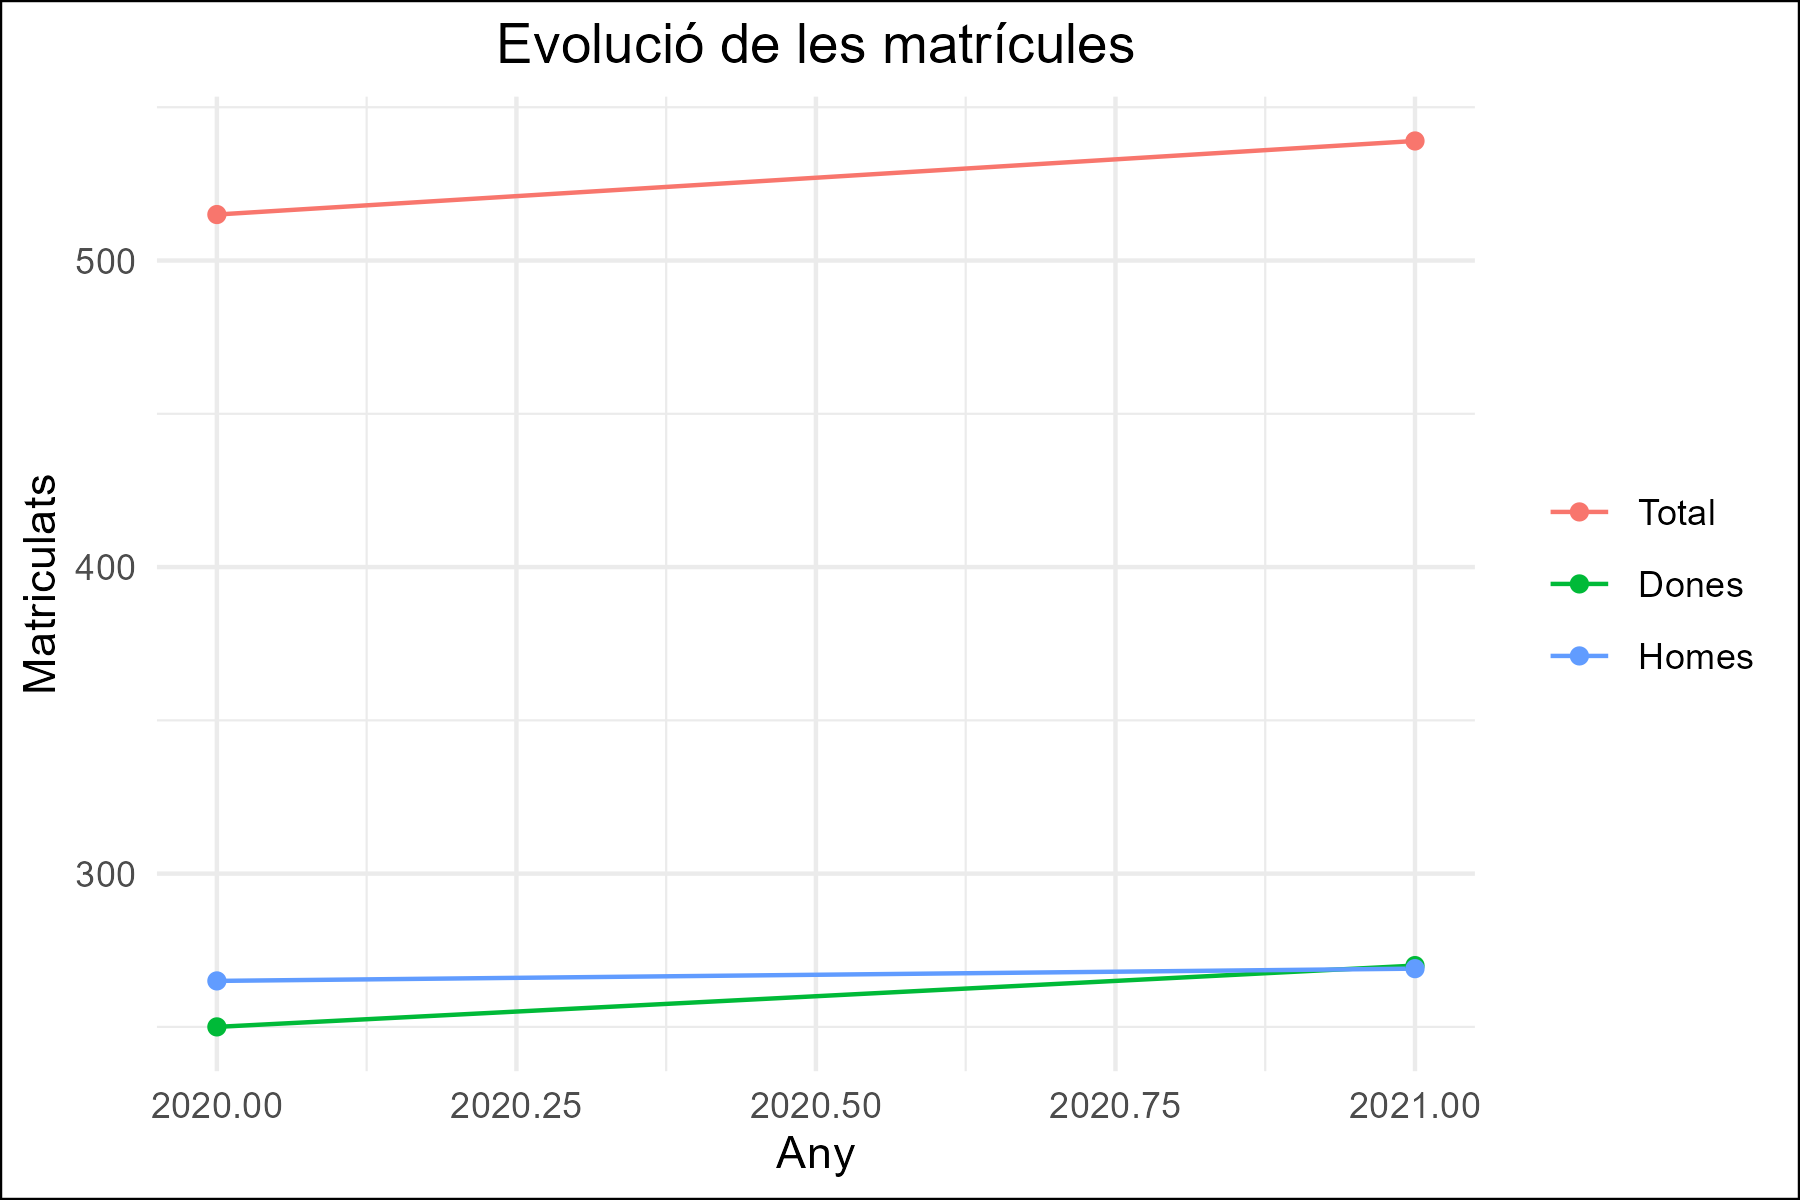 Evolució de les matrícules
Matriculats
500
400
300
2020.00
2020.25
2020.50
2020.75
2021.00
Any
Total
Dones
Homes